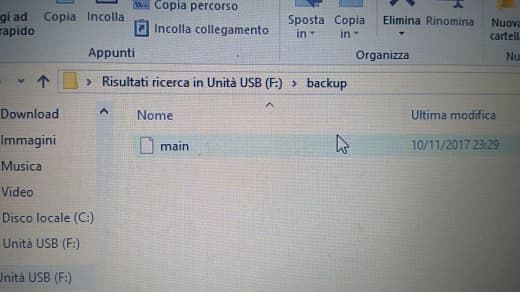 Copia percorso
gi ad
rapido
Copia
Incolla
Incolla collegamento
Sposta
in
Copia
in
Elimina
Rinomina
Nuova
cartell
Appunti
Organizza
Nu
Risultati ricerca in Unità USB (F:) > backup
Download
Immagini
Musica
Video
Disco locale (C:)
Unità USB (F:)
Unità USB (F:)
Nome
Ultima modifica
main
10/11/2017 23:29